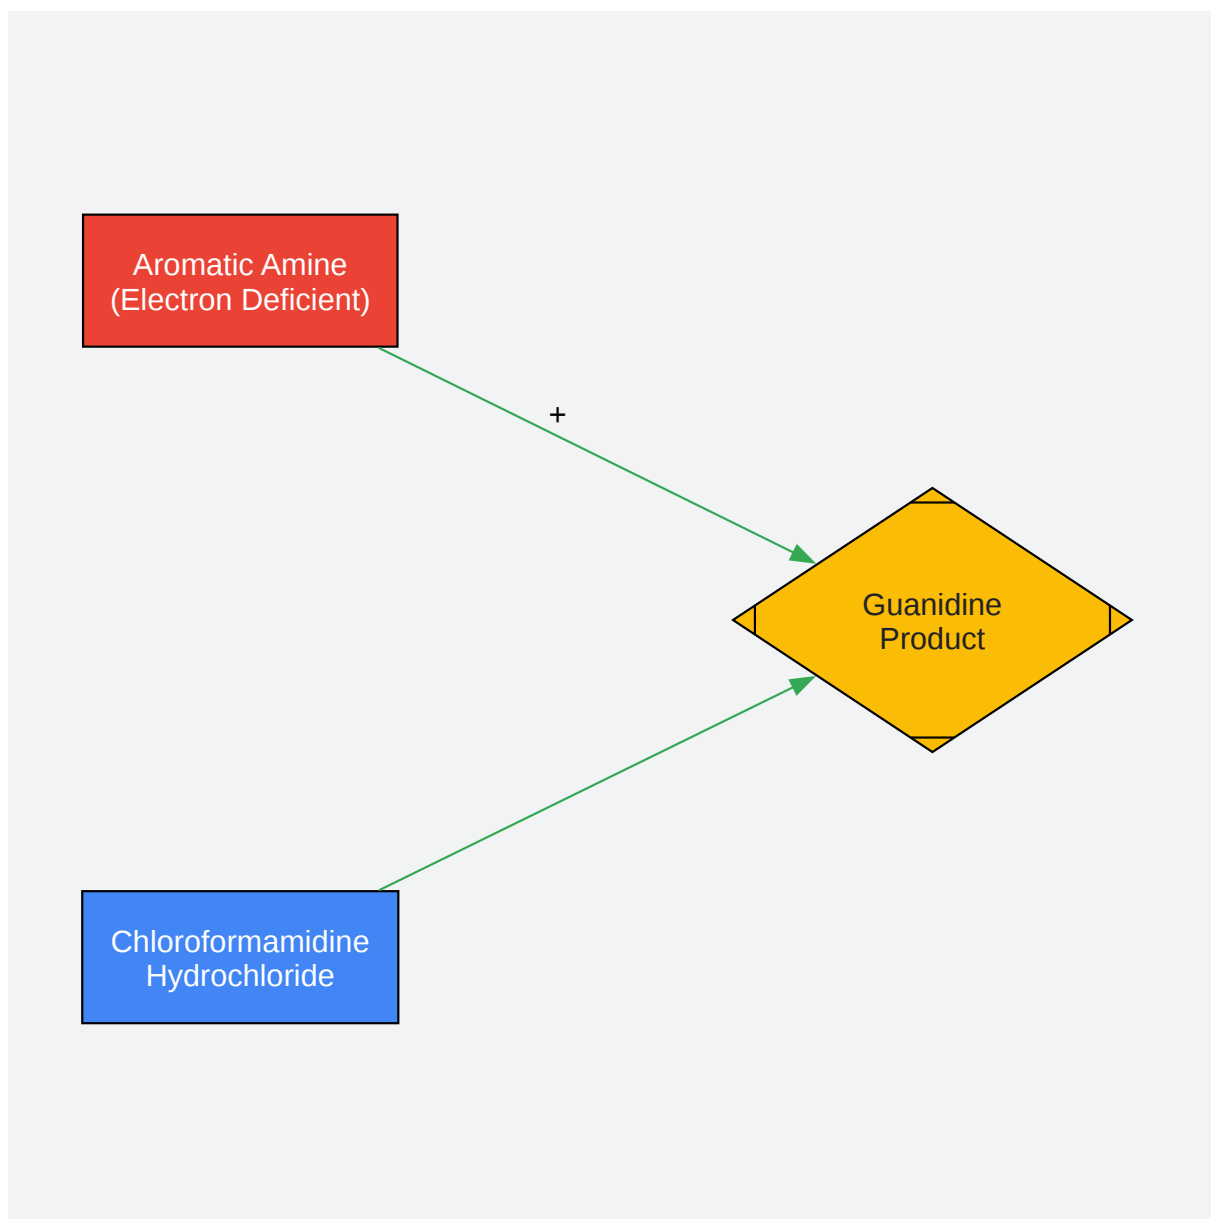 Aromatic Amine
(Electron Deficient)
+
Guanidine
Product
Chloroformamidine
Hydrochloride